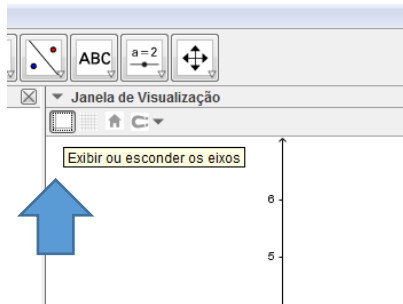 ABC
a=2
Janela de Visualização
Exibir ou esconder os eixos
6
5